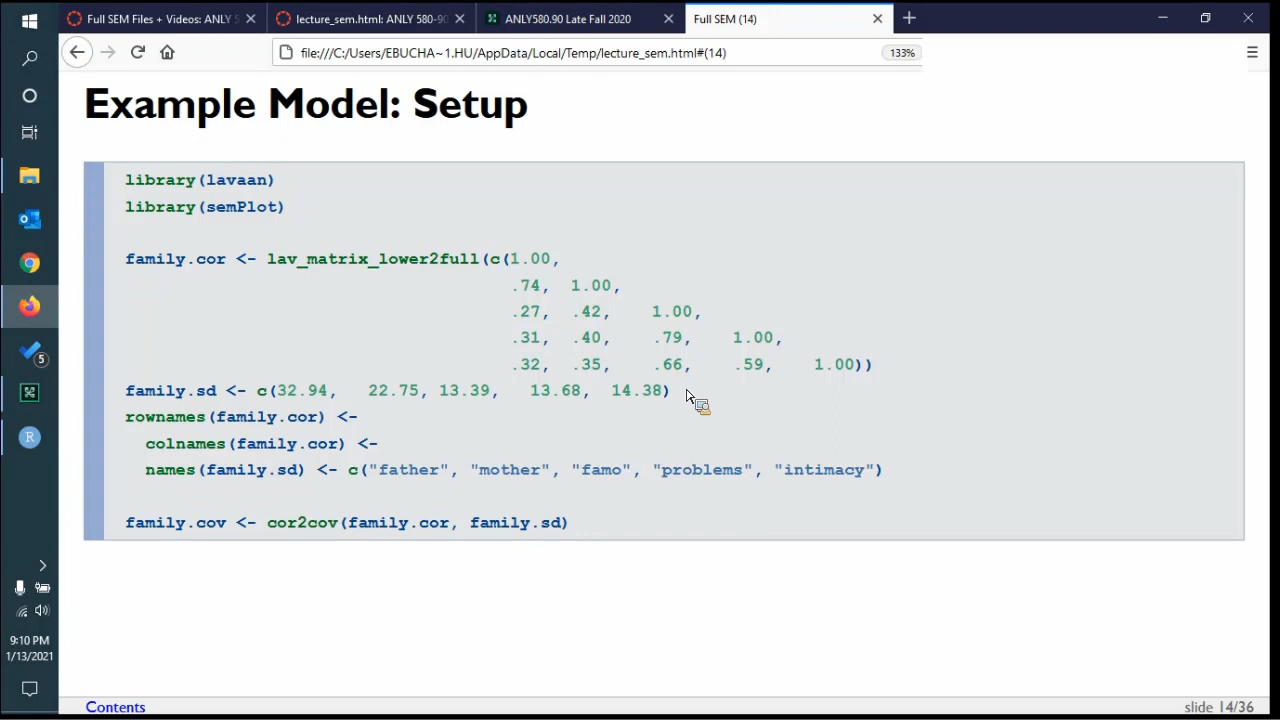 Full SEM Files + Videos: ANLY 5
lecture_sem.html: ANLY 580-90
ANLY580.90 Late Fall 2020
Full SEM (14)
file:///C:/Users/EBUCHA~1.HU/AppData/Local/Temp/lecture_sem.html#(14)
133%
Example Model: Setup
library(lavaan)
library(semPlot)
family.cor <- lav_matrix_lower2full(c(1.00,
.74, 1.00,
.27, .42, 1.00,
.31, .40, .79, 1.00,
.32, .35, .66, .59, 1.00))
family.sd <- c(32.94, 22.75, 13.39, 13.68, 14.38)
rownames(family.cor) <-
colnames(family.cor) <-
names(family.sd) <- c("father", "mother", "famo", "problems", "intimacy")
family.cov <- cor2cov(family.cor, family.sd)
5
R
9:10 PM
1/13/2021
Contents
slide 14/36